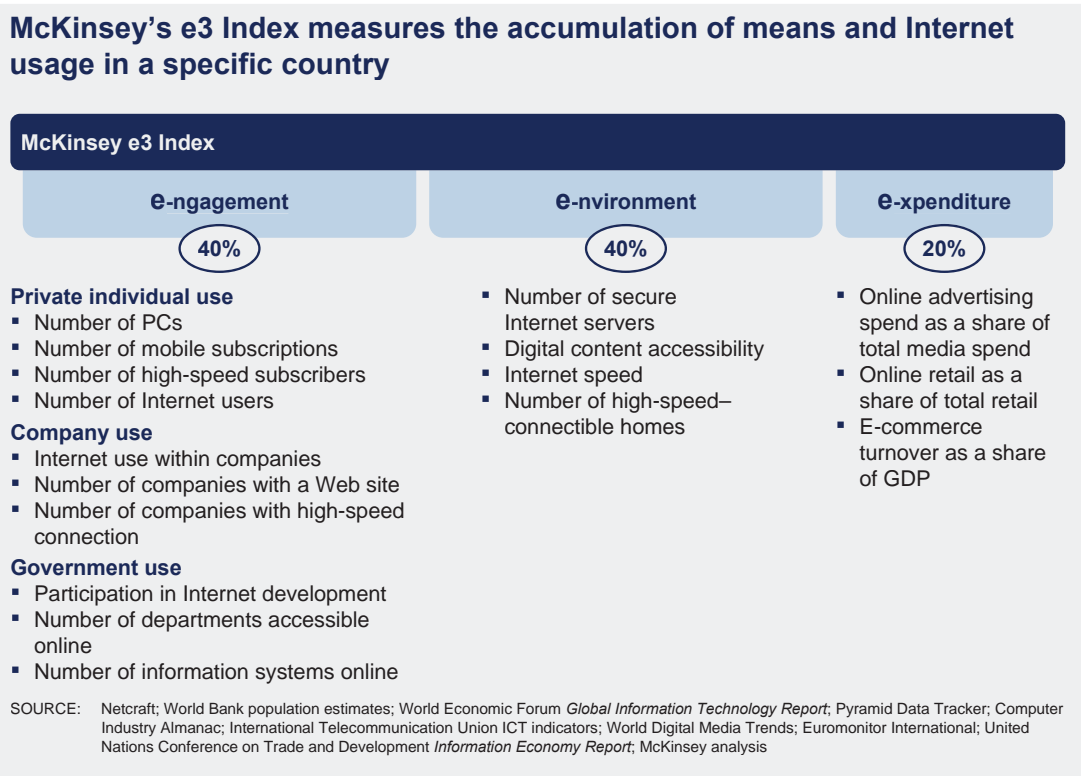 McKinsey’s e3 Index measures the accumulation of means and Internet
usage in a specific country
McKinsey e3 Index
e-ngagement
40%
Private individual use
▪ Number of PCs
▪ Number of mobile subscriptions
▪ Number of high-speed subscribers
▪ Number of Internet users
Company use
▪ Internet use within companies
▪ Number of companies with a Web site
▪ Number of companies with high-speed
connection
Government use
▪ Participation in Internet development
▪ Number of departments accessible
online
▪ Number of information systems online
e-nvironment
40%
▪ Number of secure
Internet servers
▪ Digital content accessibility
▪ Internet speed
▪ Number of high-speed–
connectible homes
e-xpenditure
20%
▪ Online advertising
spend as a share of
total media spend
▪ Online retail as a
share of total retail
▪ E-commerce
turnover as a share
of GDP
SOURCE: Netcraft; World Bank population estimates; World Economic Forum Global Information Technology Report; Pyramid Data Tracker; Computer
Industry Almanac; International Telecommunication Union ICT indicators; World Digital Media Trends; Euromonitor International; United
Nations Conference on Trade and Development Information Economy Report; McKinsey analysis